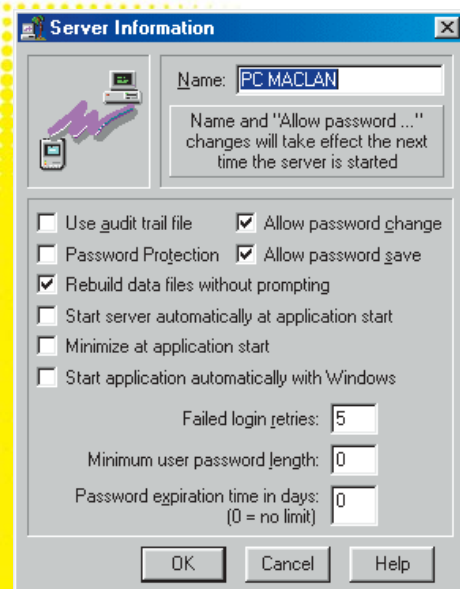 Server Information
Name: PC MACLAN
Name and "Allow password ..."
changes will take effect the next
time the server is started
Use audit trail file
Allow password change
Password Protection
Allow password save
Rebuild data files without prompting
Start server automatically at application start
Minimize at application start
Start application automatically with Windows
Failed login retries: 5
Minimum user password length: 0
Password expiration time in days: 0
(0 = no limit)
OK Cancel Help